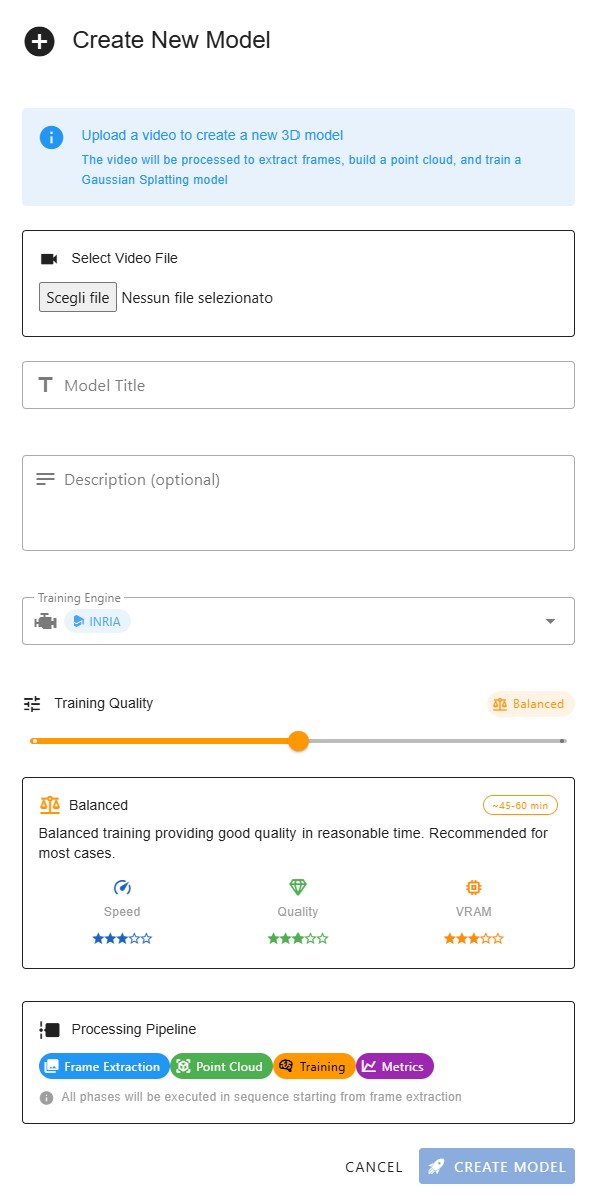 Create New Model
Upload a video to create a new 3D model
The video will be processed to extract frames, build a point cloud, and train a
Gaussian Splatting model
Select Video File
Scegli file Nessun file selezionato
Model Title
Description (optional)
Training Engine
INRIA
Training Quality
Balanced
Balanced
~45-60 min
Balanced training providing good quality in reasonable time. Recommended for
most cases.
Speed Quality VRAM
Processing Pipeline
Frame Extraction Point Cloud Training Metrics
All phases will be executed in sequence starting from frame extraction
CANCEL CREATE MODEL